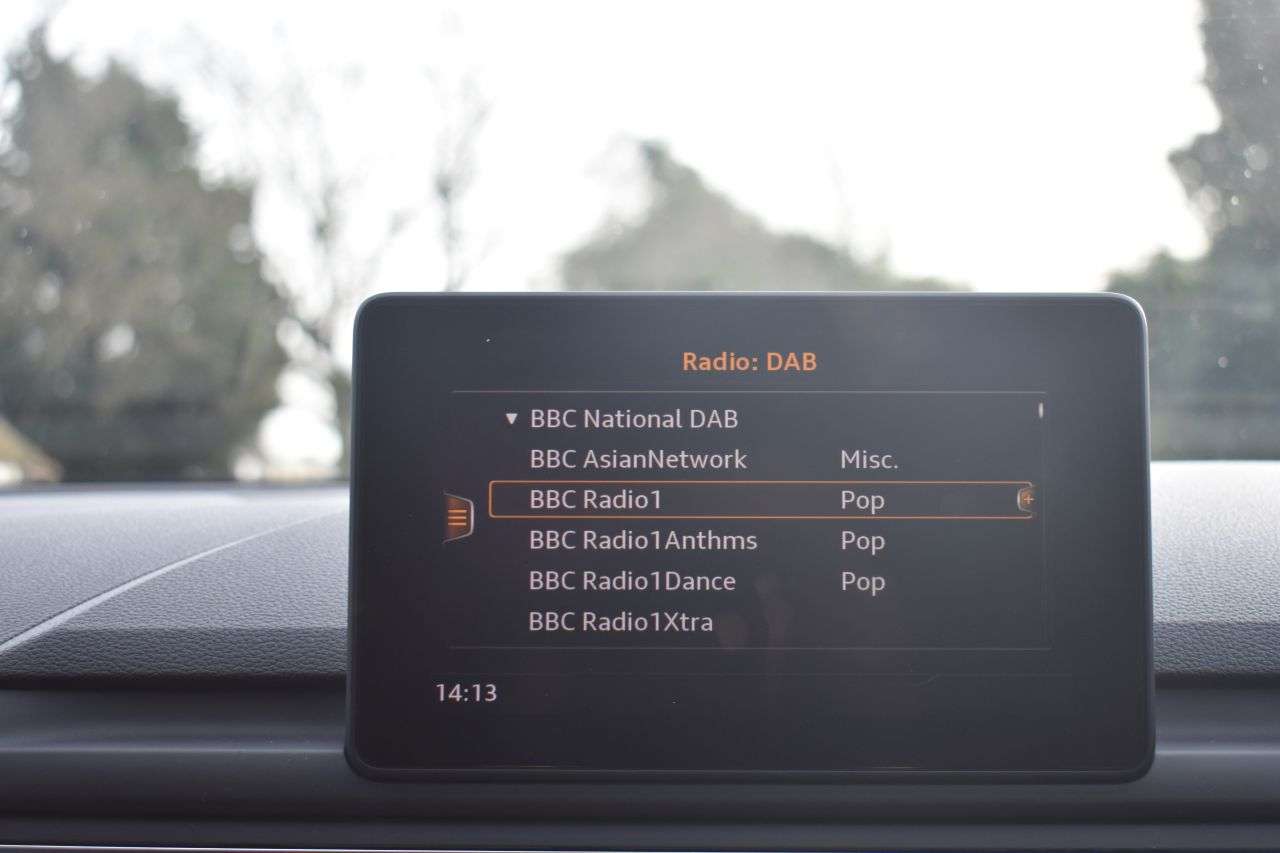 Radio: DAB
▼ BBC National DAB
BBC AsianNetwork Misc.
BBC Radio1 Pop
BBC Radio1Anthms Pop
BBC Radio1Dance Pop
BBC Radio1Xtra
14:13